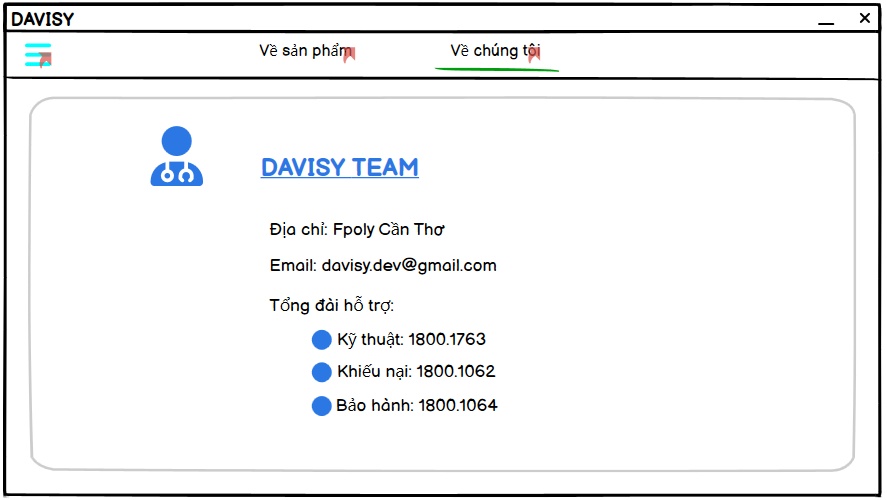 DAVISY
Về sản phẩm
Về chúng tôi
DAVISY TEAM
Địa chỉ: Fpoly Cần Thơ
Email: davisy.dev@gmail.com
Tổng đài hỗ trợ:
Kỹ thuật: 1800.1763
Khiếu nại: 1800.1062
Bảo hành: 1800.1064